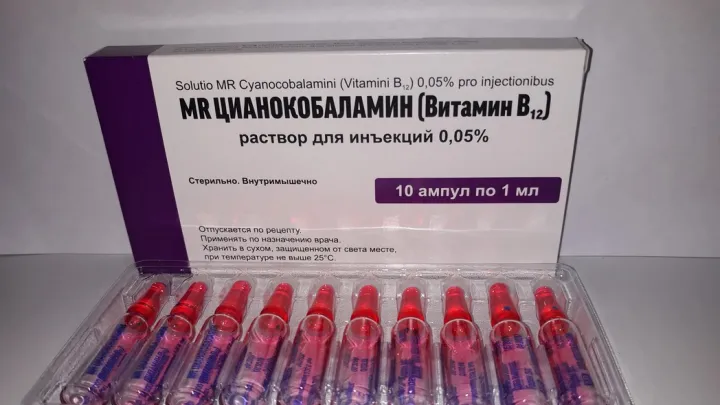 Solutio MR Cyanocobalamini (Vitamini B₁₂) 0,05% pro injectionibus
MR ЦИАНОКОБАЛАМИН (Витамин B₁₂)
раствор для инъекций 0,05%
Стерильно. Внутримышечно
10 ампул по 1 мл
Отпускается по рецепту.
Применять по назначению врача.
Хранить в сухом, защищенном от света месте,
при температуре не выше 25°C.